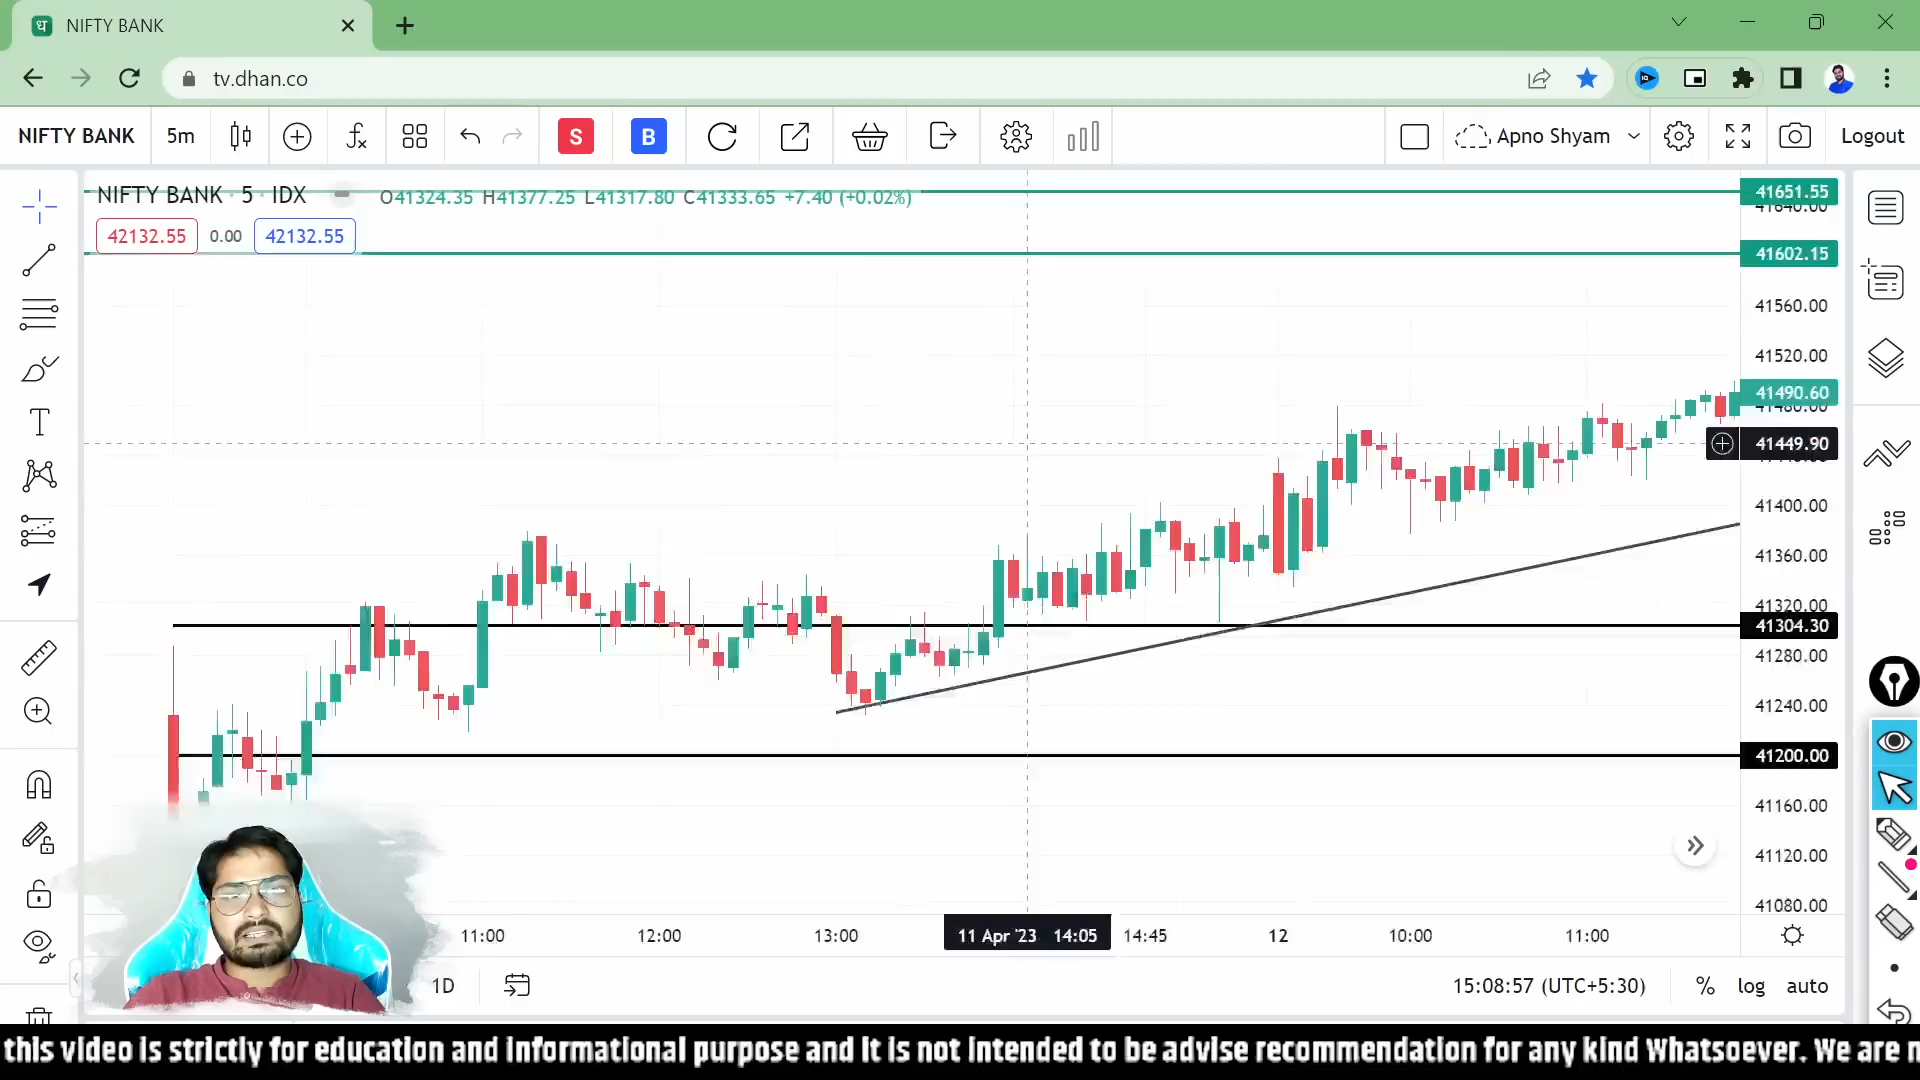 NIFTY BANK
tv.dhan.co
NIFTY BANK 5m S B Apno Shyam Logout
NIFTY BANK · 5 · IDX O41324.35 H41377.25 L41317.80 C41333.65 +7.40 (+0.02%)
42132.55 0.00 42132.55
41651.55
41640.00
41602.15
41560.00
41520.00
41490.60
41480.00
41449.90
41400.00
41360.00
41320.00
41304.30
41280.00
41240.00
41200.00
41160.00
41120.00
41080.00
11:00 12:00 13:00 11 Apr '23 14:05 14:45 12 10:00 11:00
1D 15:08:57 (UTC+5:30) % log auto
this video is strictly for education and informational purpose and it is not intended to be advise recommendation for any kind Whatsoever. We are